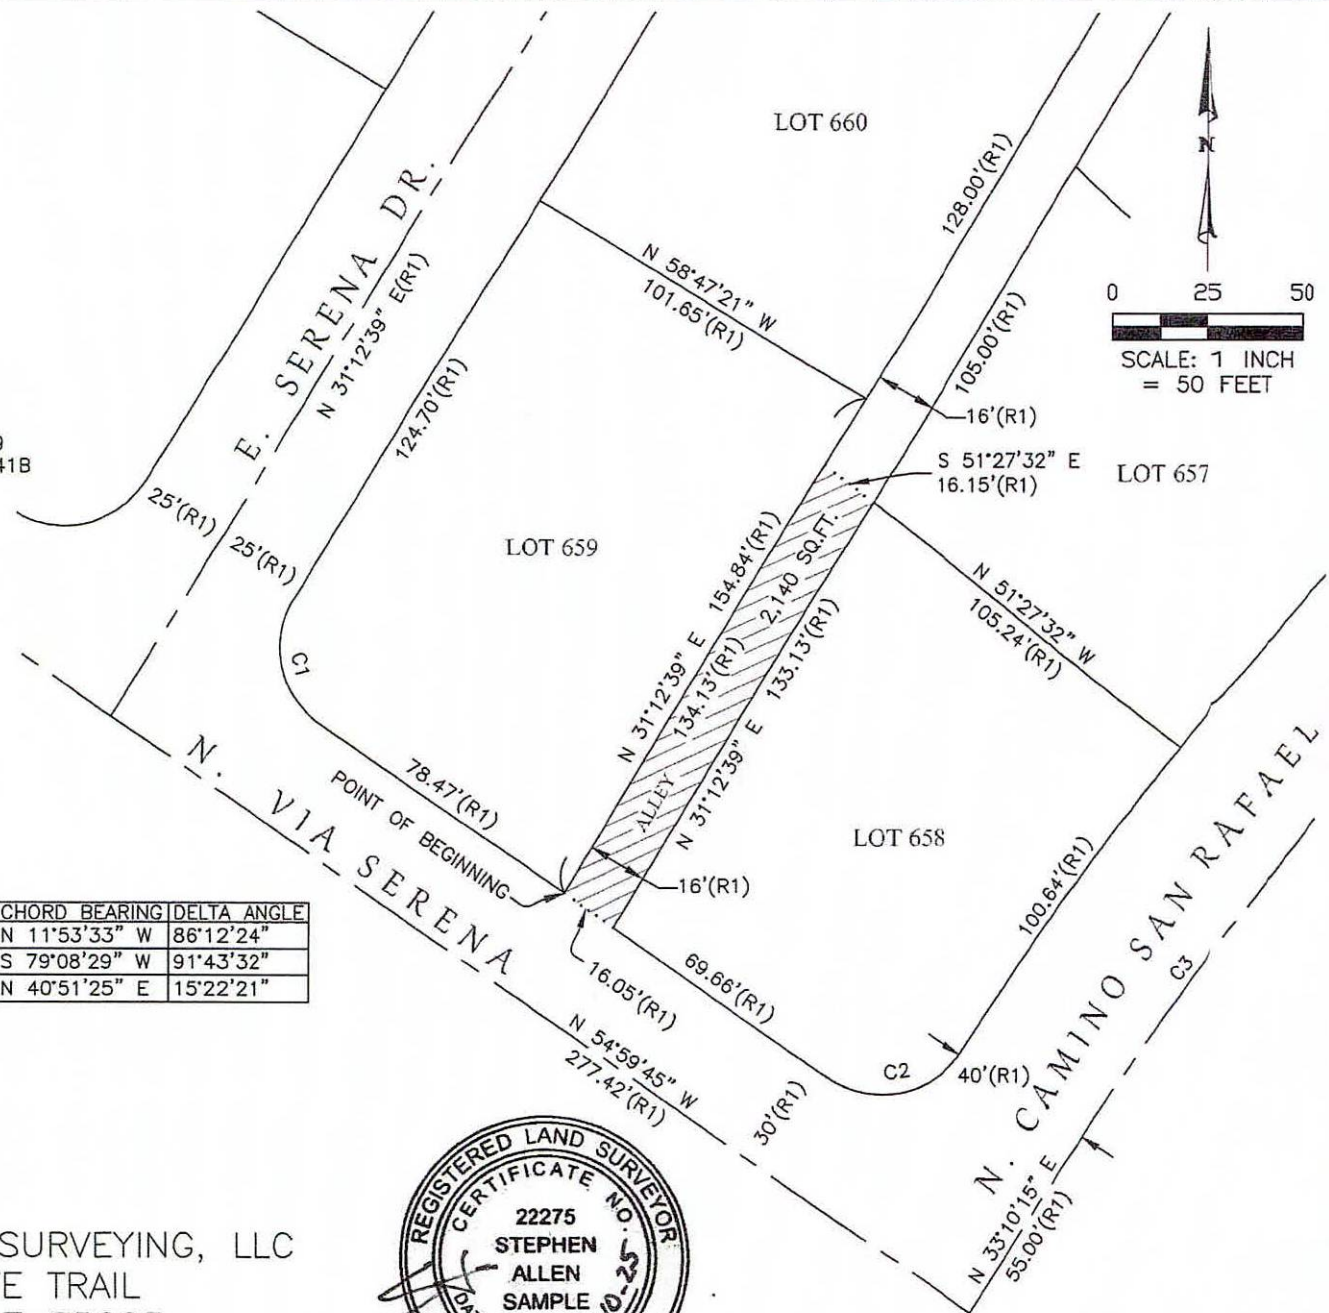 LOT 660
128.00'(R1)
N
0 25 50
SCALE: 1 INCH
= 50 FEET
E. SERENA DR.
N 31°12'39" E(R1)
N 58°47'21" W
101.65'(R1)
105.00'(R1)
16'(R1)
124.70'(R1)
S 51°27'32" E
16.15'(R1)
LOT 657
41B
25'(R1)
25'(R1)
LOT 659
154.84'(R1)
N 31°12'39" E
134.13'(R1)
2,140 SQ.FT.
133.13'(R1)
N 31°12'39" E
ALLEY
N 51°27'32" W
105.24'(R1)
C1
N. VIA SERENA
78.47'(R1)
POINT OF BEGINNING
16'(R1)
LOT 658
100.64'(R1)
N. CAMINO SAN RAFAEL
CHORD BEARING DELTA ANGLE
N 11°53'33" W 86°12'24"
S 79°08'29" W 91°43'32"
N 40°51'25" E 15°22'21"
16.05'(R1)
69.66'(R1)
C3
N 54°59'45" W
277.42'(R1)
C2
40'(R1)
30'(R1)
N 33°10'15" E
55.00'(R1)
REGISTERED LAND SURVEYOR
CERTIFICATE NO.
22275
STEPHEN
ALLEN
SAMPLE
SURVEYING, LLC
E TRAIL